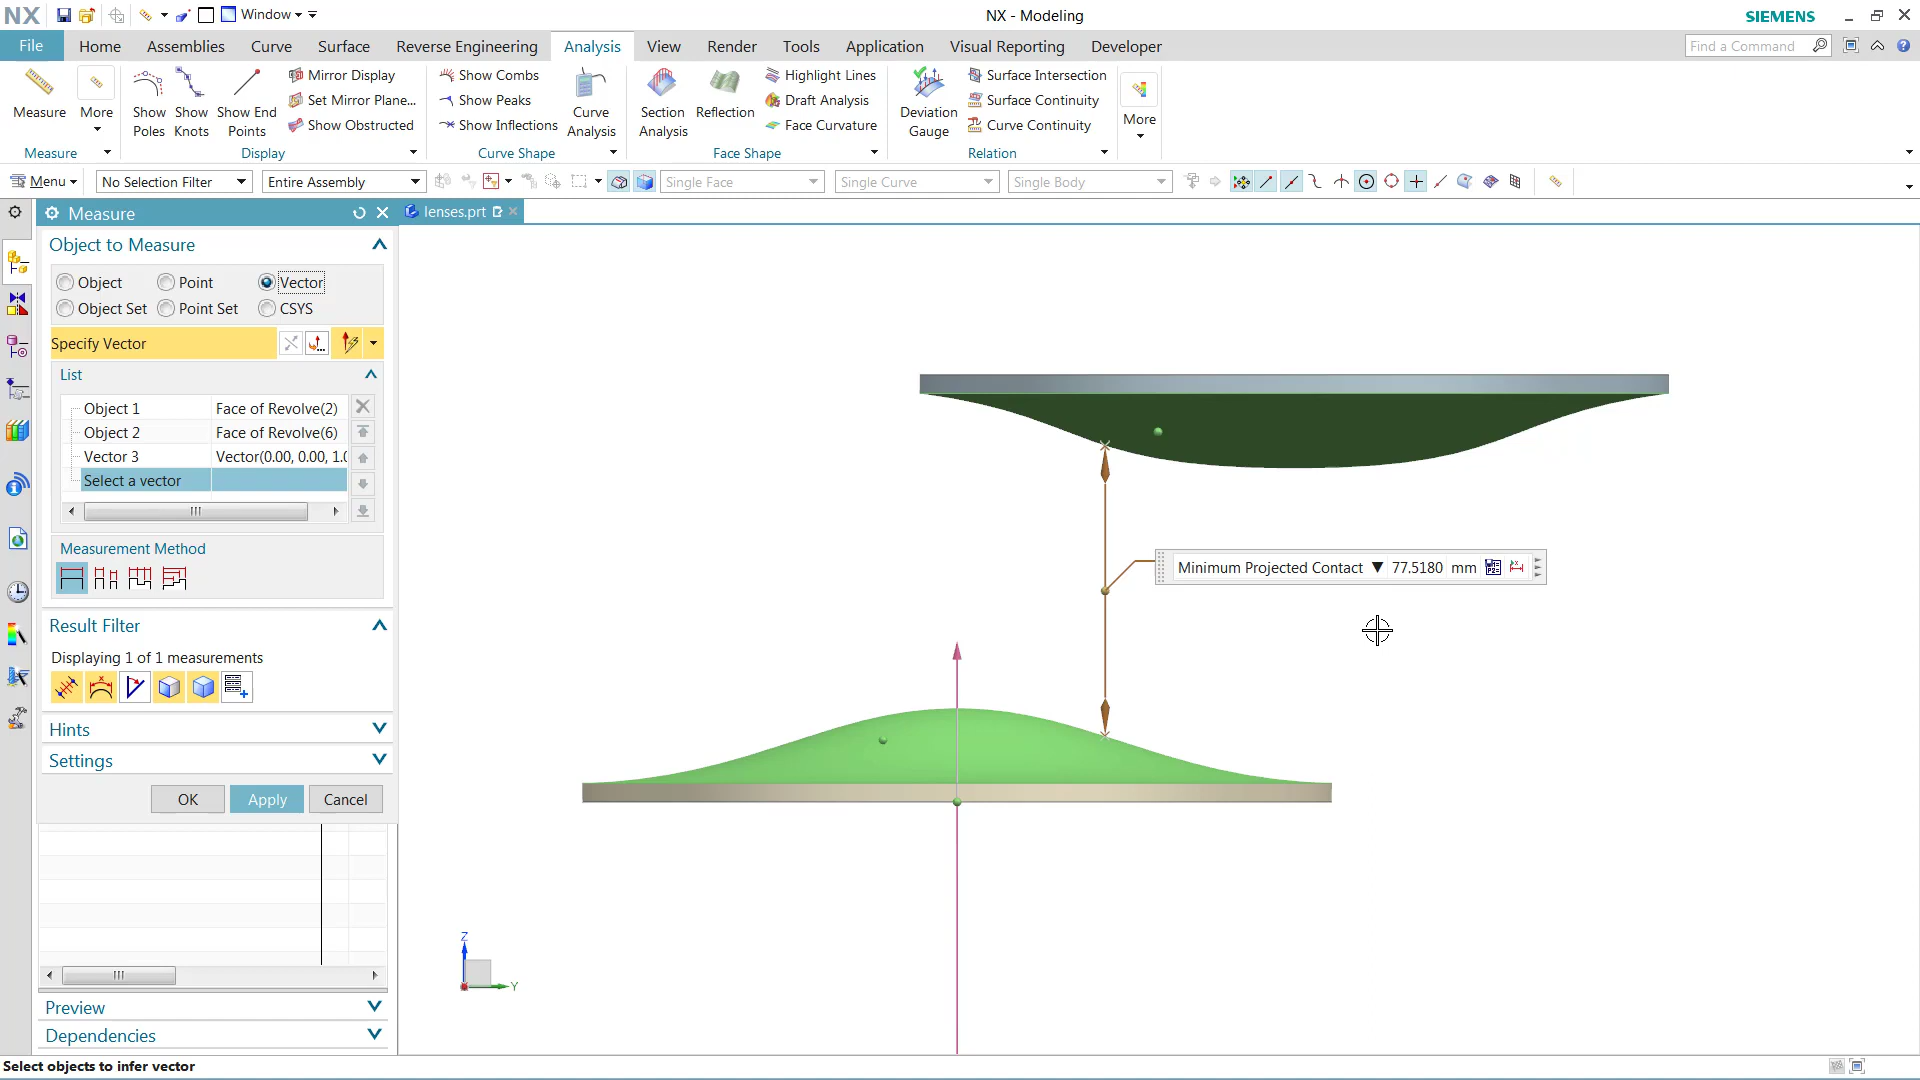 NX
Window
NX - Modeling
SIEMENS
File
Home
Assemblies
Curve
Surface
Reverse Engineering
Analysis
View
Render
Tools
Application
Visual Reporting
Developer
Find a Command
Measure
More
Show Poles
Show Knots
Show End Points
Mirror Display
Set Mirror Plane...
Show Obstructed
Show Combs
Show Peaks
Show Inflections
Curve Analysis
Section Analysis
Reflection
Highlight Lines
Draft Analysis
Face Curvature
Deviation Gauge
Surface Intersection
Surface Continuity
Curve Continuity
More
Measure
Display
Curve Shape
Face Shape
Relation
Menu
No Selection Filter
Entire Assembly
Single Face
Single Curve
Single Body
Measure
lenses.prt
Object to Measure
Object
Point
Vector
Object Set
Point Set
CSYS
Specify Vector
List
Object 1 Face of Revolve(2)
Object 2 Face of Revolve(6)
Vector 3 Vector(0.00, 0.00, 1.0
Select a vector
Measurement Method
Minimum Projected Contact 77.5180 mm
Result Filter
Displaying 1 of 1 measurements
Hints
Settings
OK
Apply
Cancel
Z
Y
Preview
Dependencies
Select objects to infer vector